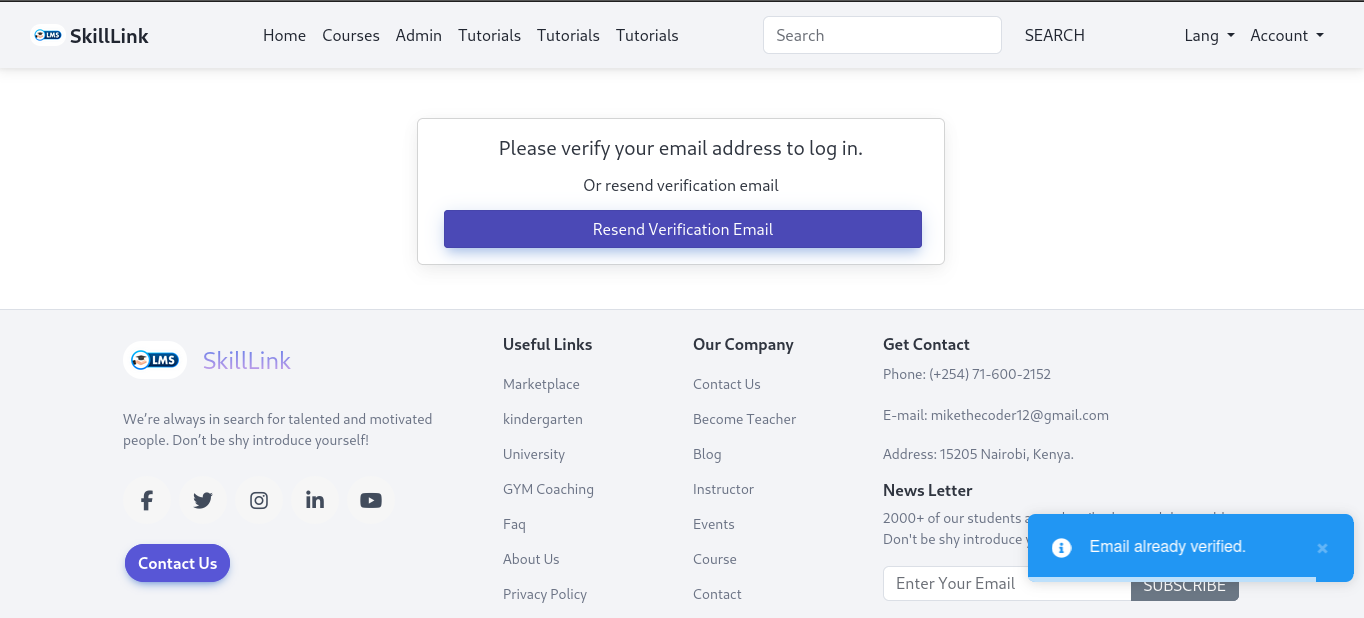 LMS SkillLink Home Courses Admin Tutorials Tutorials Tutorials Search SEARCH Lang Account
Please verify your email address to log in.
Or resend verification email
Resend Verification Email
LMS SkillLink
We’re always in search for talented and motivated
people. Don’t be shy introduce yourself!
Contact Us
Useful Links
Marketplace
kindergarten
University
GYM Coaching
Faq
About Us
Privacy Policy
Our Company
Contact Us
Become Teacher
Blog
Instructor
Events
Course
Contact
Get Contact
Phone: (+254) 71-600-2152
E-mail: mikethecoder12@gmail.com
Address: 15205 Nairobi, Kenya.
News Letter
2000+ of our students
Don't be shy introduce
Enter Your Email SUBSCRIBE
Email already verified. ×